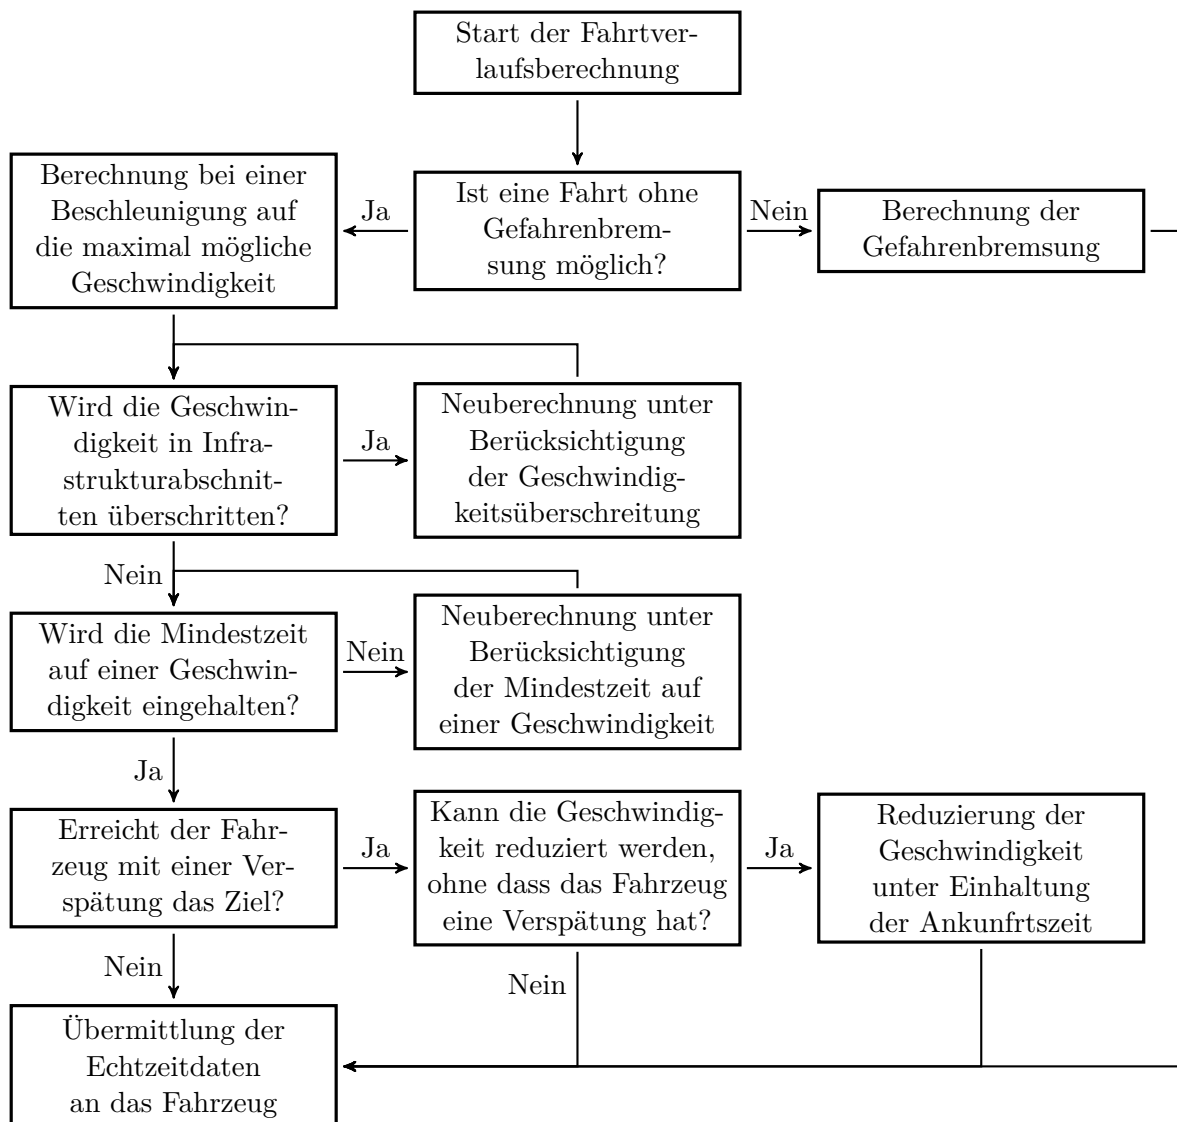 Start der Fahrtver-
laufsberechnung
Berechnung bei einer
Beschleunigung auf
die maximal mögliche
Geschwindigkeit
Ja
Ist eine Fahrt ohne
Gefahrenbrem-
sung möglich?
Nein
Berechnung der
Gefahrenbremsung
Wird die Geschwin-
digkeit in Infra-
strukturabschnit-
ten überschritten?
Ja
Neuberechnung unter
Berücksichtigung
der Geschwindig-
keitsüberschreitung
Nein
Wird die Mindestzeit
auf einer Geschwin-
digkeit eingehalten?
Nein
Neuberechnung unter
Berücksichtigung
der Mindestzeit auf
einer Geschwindigkeit
Ja
Erreicht der Fahr-
zeug mit einer Ver-
spätung das Ziel?
Ja
Kann die Geschwindig-
keit reduziert werden,
ohne dass das Fahrzeug
eine Verspätung hat?
Ja
Reduzierung der
Geschwindigkeit
unter Einhaltung
der Ankunfrtszeit
Nein
Nein
Übermittlung der
Echtzeitdaten
an das Fahrzeug